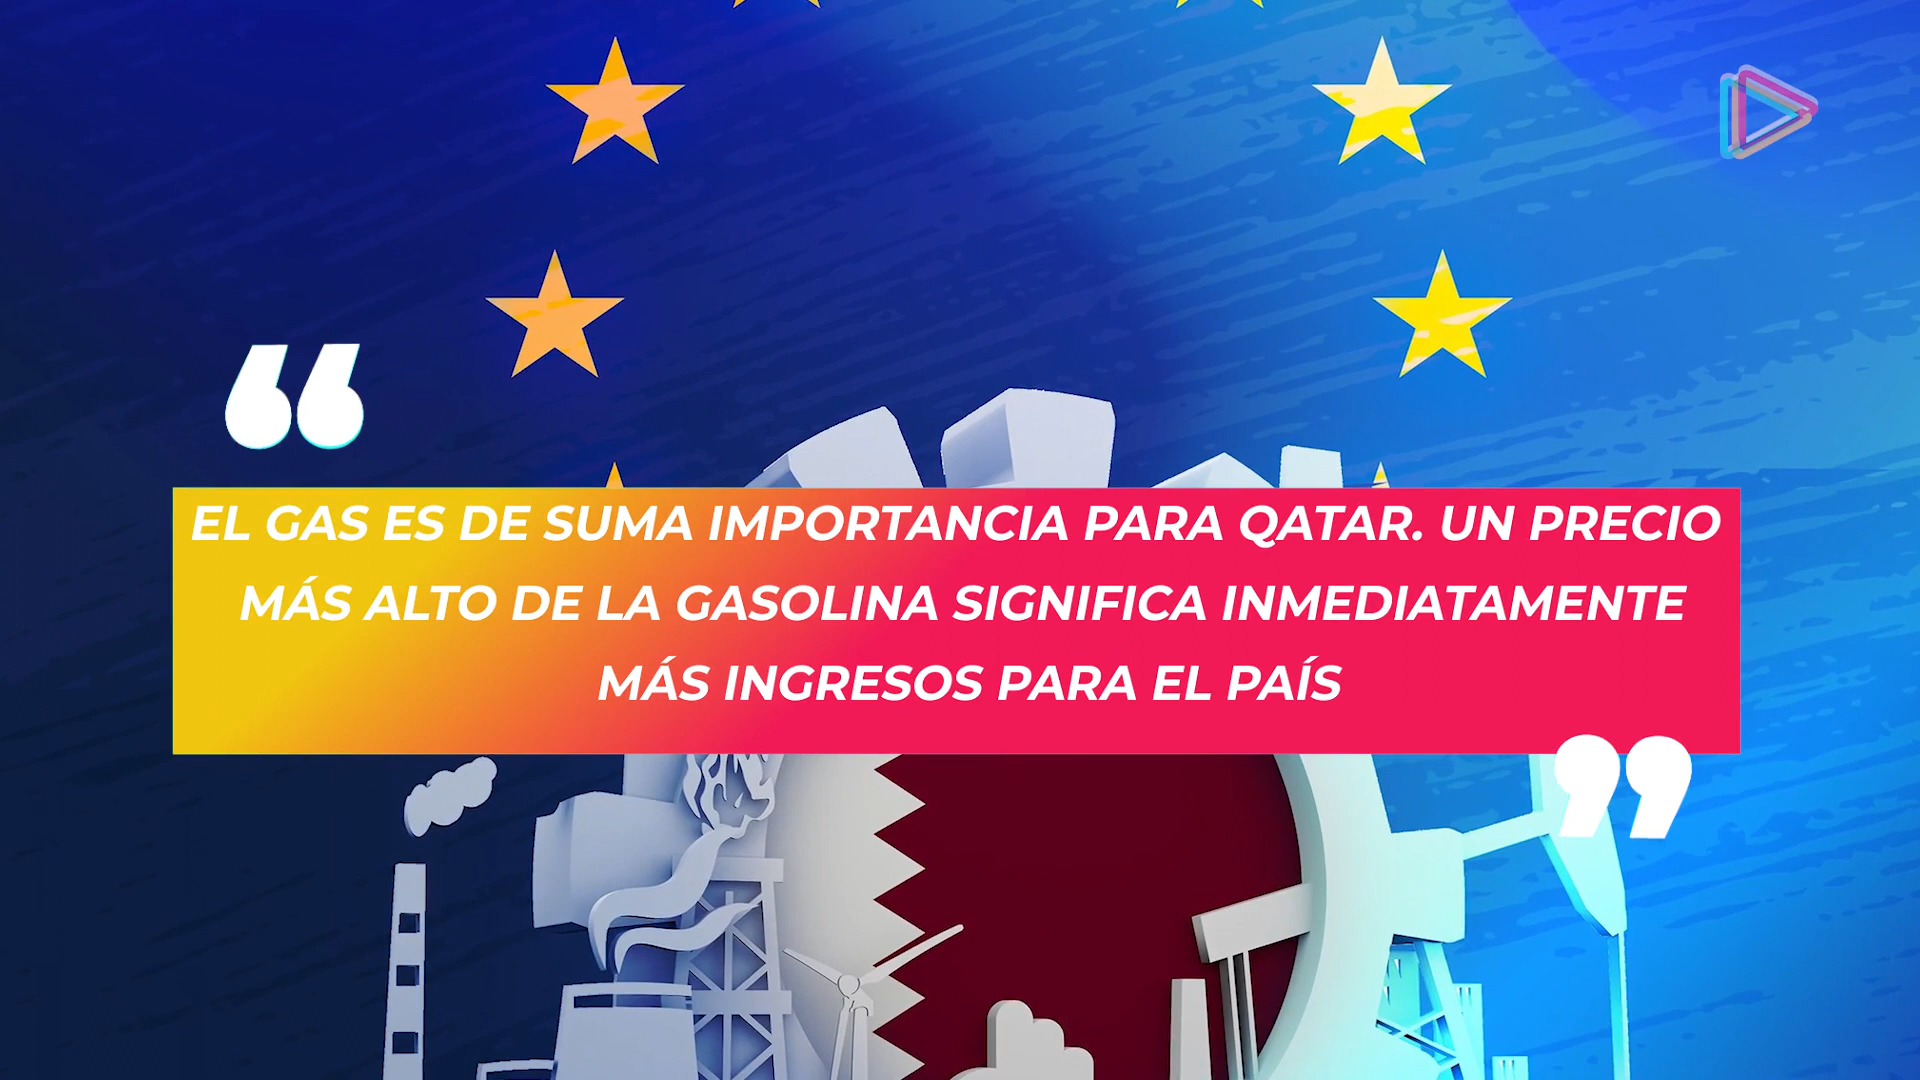 EL GAS ES DE SUMA IMPORTANCIA PARA QATAR. UN PRECIO
MÁS ALTO DE LA GASOLINA SIGNIFICA INMEDIATAMENTE
MÁS INGRESOS PARA EL PAÍS